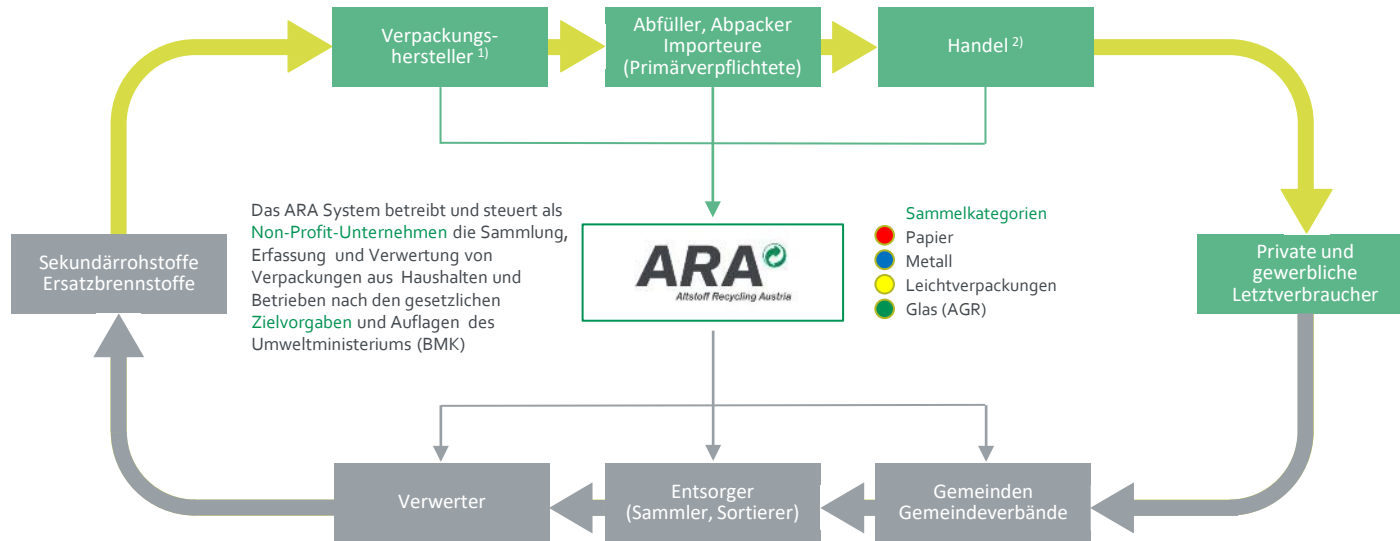 Verpackungs-
hersteller 1)
Abfüller, Abpacker
Importeure
(Primärverpflichtete)
Handel 2)
Das ARA System betreibt und steuert als
Non-Profit-Unternehmen die Sammlung,
Erfassung und Verwertung von
Verpackungen aus Haushalten und
Betrieben nach den gesetzlichen
Zielvorgaben und Auflagen des
Umweltministeriums (BMK)
ARA
Altstoff Recycling Austria
Sammelkategorien
Papier
Metall
Leichtverpackungen
Glas (AGR)
Sekundärrohstoffe
Ersatzbrennstoffe
Private und
gewerbliche
Letztverbraucher
Verwerter
Entsorger
(Sammler, Sortierer)
Gemeinden
Gemeindeverbände